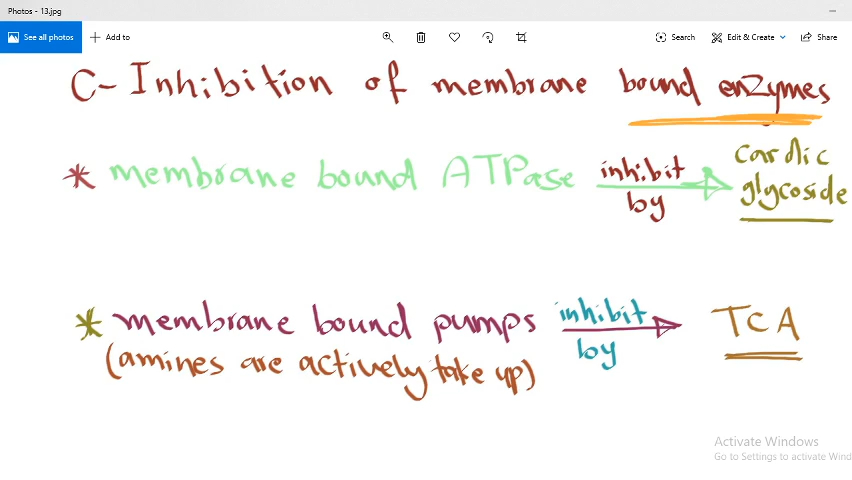 Photos - 13.jpg
See all photos
Add to
Search
Edit & Create
Share
C- Inhibition of membrane bound enzymes
* membrane bound ATPase inhibit by cardic glycoside
* membrane bound pumps inhibit by TCA
(amines are actively take up)
Activate Windows
Go to Settings to activate Wind